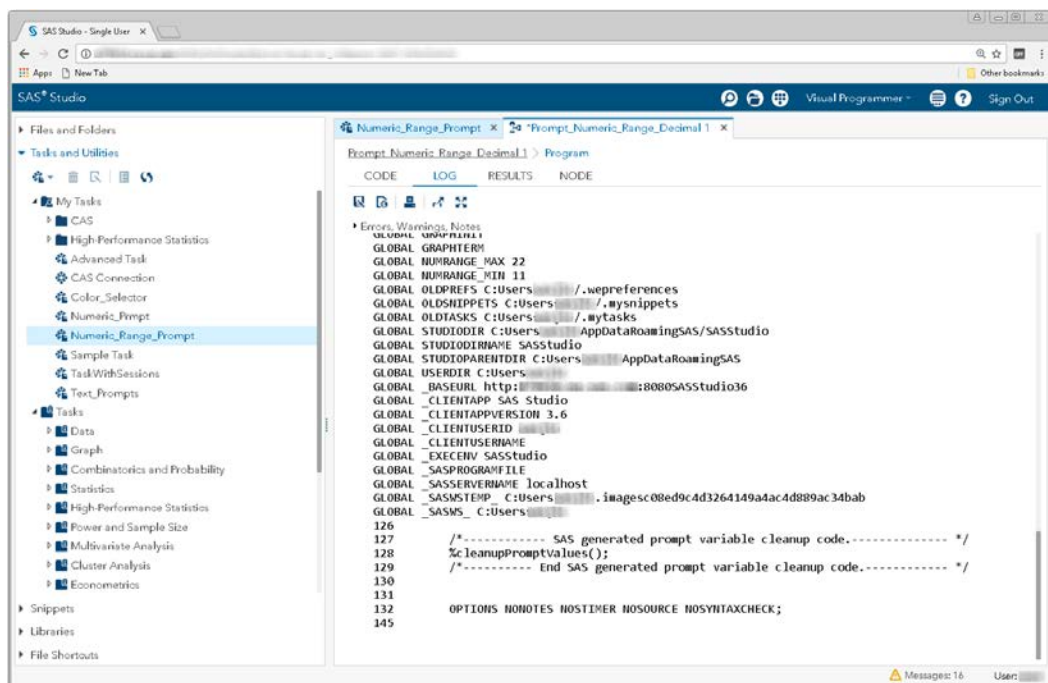 SAS Studio - Single User
Apps New Tab Other bookmarks
SAS® Studio Visual Programmer Sign Out
Files and Folders
Tasks and Utilities
My Tasks
CAS
High-Performance Statistics
Advanced Task
CAS Connection
Color_Selector
Numeric_Prmpt
Numeric_Range_Prompt
Sample Task
TaskWithSessions
Text_Prompts
Tasks
Data
Graph
Combinatorics and Probability
Statistics
High-Performance Statistics
Power and Sample Size
Multivariate Analysis
Cluster Analysis
Econometrics
Snippets
Libraries
File Shortcuts
Numeric_Range_Prompt *Prompt_Numeric_Range_Decimal 1
Prompt_Numeric_Range_Decimal 1 > Program
CODE LOG RESULTS NODE
Errors, Warnings, Notes
GLOBAL GRAPHINIT
GLOBAL GRAPHTERM
GLOBAL NUMRANGE_MAX 22
GLOBAL NUMRANGE_MIN 11
GLOBAL OLDPREFS C:Users /.wepreferences
GLOBAL OLDSNIPPETS C:Users /.mysnippets
GLOBAL OLDTASKS C:Users /.mytasks
GLOBAL STUDIODIR C:Users AppDataRoamingSAS/SASStudio
GLOBAL STUDIODIRNAME SASStudio
GLOBAL STUDIOPARENTDIR C:Users AppDataRoamingSAS
GLOBAL USERDIR C:Users
GLOBAL _BASEURL http: :8080SASStudio36
GLOBAL _CLIENTAPP SAS Studio
GLOBAL _CLIENTAPPVERSION 3.6
GLOBAL _CLIENTUSERID
GLOBAL _CLIENTUSERNAME
GLOBAL _EXECENV SASStudio
GLOBAL _SASPROGRAMFILE
GLOBAL _SASSERVERNAME localhost
GLOBAL _SASWSTEMP_ C:Users .imagesc08ed9c4d3264149a4ac4d889ac34bab
GLOBAL _SASWS_ C:Users
126
127 /*------------ SAS generated prompt variable cleanup code.-------------- */
128 %cleanupPromptValues();
129 /*---------- End SAS generated prompt variable cleanup code.------------ */
130
131
132 OPTIONS NONOTES NOSTIMER NOSOURCE NOSYNTAXCHECK;
145
Messages: 16 User: